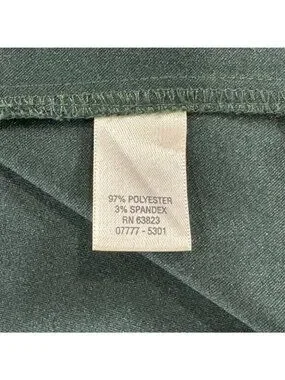 97% POLYESTER
3% SPANDEX
RN 63823
07777 - 5301